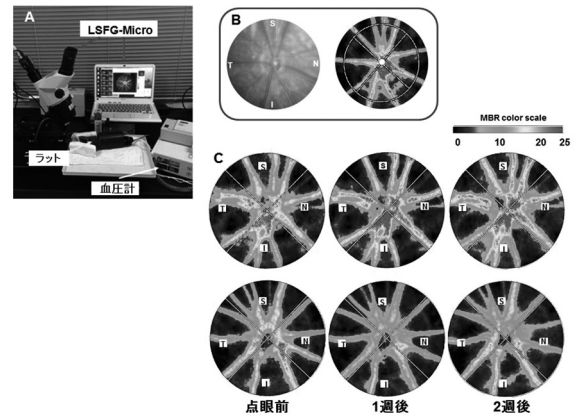 A
LSFG-Micro
ラット
血圧計
B
S
T
N
I
MBR color scale
0
10
20
25
C
S
T
N
I
S
T
N
I
S
T
N
I
S
T
N
I
S
T
N
I
S
T
N
I
点眼前
1週後
2週後